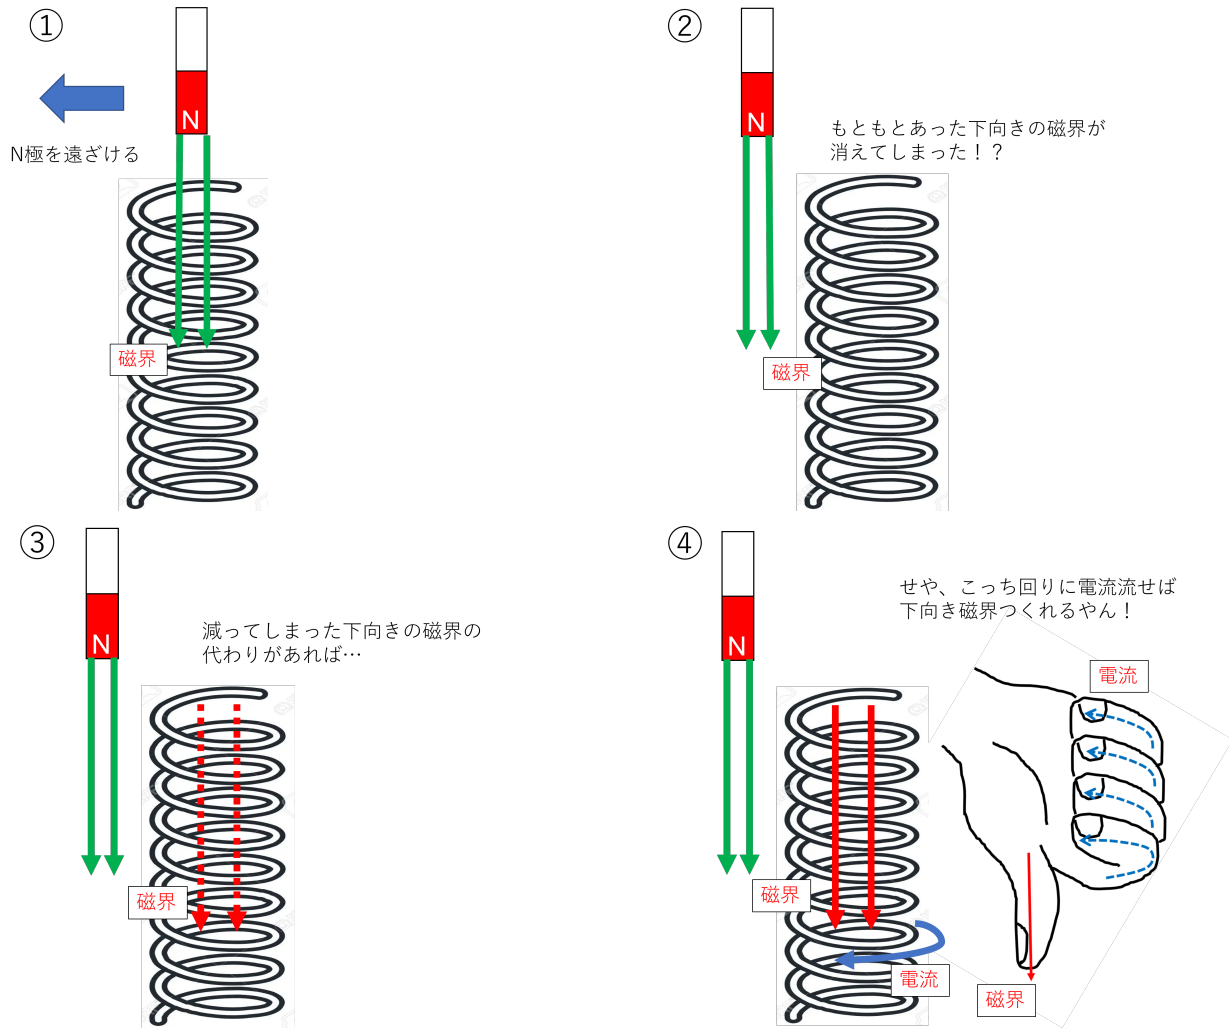 ①
N
N極を遠ざける
磁界
②
N
もともとあった下向きの磁界が
消えてしまった！？
磁界
③
N
減ってしまった下向きの磁界の
代わりがあれば…
磁界
④
N
せや、こっち回りに電流流せば
下向き磁界つくれるやん！
電流
磁界
電流
磁界